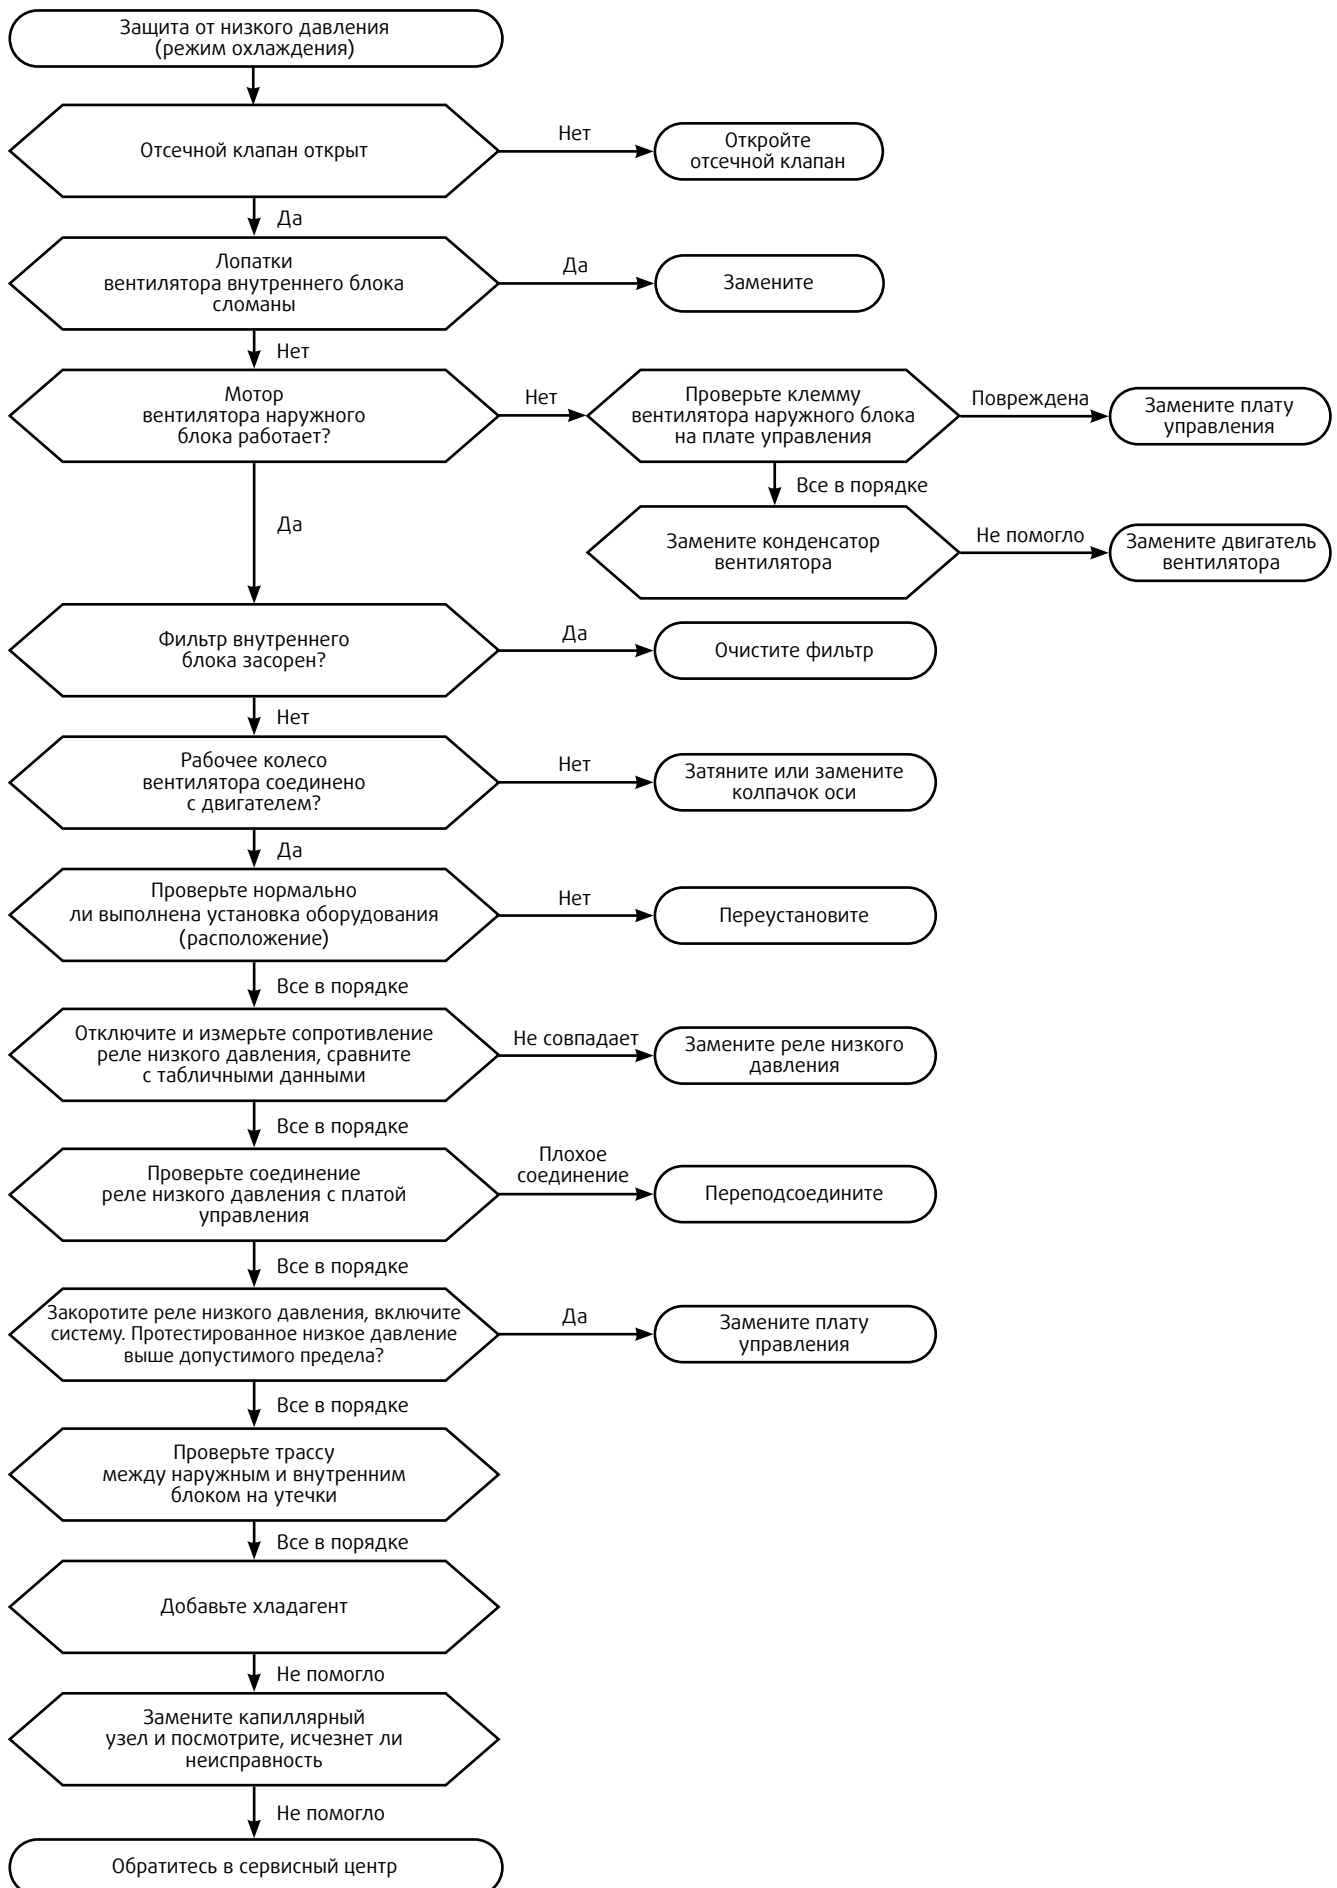 Защита от низкого давления
(режим охлаждения)
Отсечной клапан открыт
Нет
Откройте
отсечной клапан
Да
Лопатки
вентилятора внутреннего блока
сломаны
Да
Замените
Нет
Мотор
вентилятора наружного
блока работает?
Нет
Проверьте клемму
вентилятора наружного блока
на плате управления
Повреждена
Замените плату
управления
Все в порядке
Да
Замените конденсатор
вентилятора
Не помогло
Замените двигатель
вентилятора
Фильтр внутреннего
блока засорен?
Да
Очистите фильтр
Нет
Рабочее колесо
вентилятора соединено
с двигателем?
Нет
Затяните или замените
колпачок оси
Да
Проверьте нормально
ли выполнена установка оборудования
(расположение)
Нет
Переустановите
Все в порядке
Отключите и измерьте сопротивление
реле низкого давления, сравните
с табличными данными
Не совпадает
Замените реле низкого
давления
Все в порядке
Проверьте соединение
реле низкого давления с платой
управления
Плохое
соединение
Переподсоедините
Все в порядке
Закоротите реле низкого давления, включите
систему. Протестированное низкое давление
выше допустимого предела?
Да
Замените плату
управления
Все в порядке
Проверьте трассу
между наружным и внутренним
блоком на утечки
Все в порядке
Добавьте хладагент
Не помогло
Замените капиллярный
узел и посмотрите, исчезнет ли
неисправность
Не помогло
Обратитесь в сервисный центр